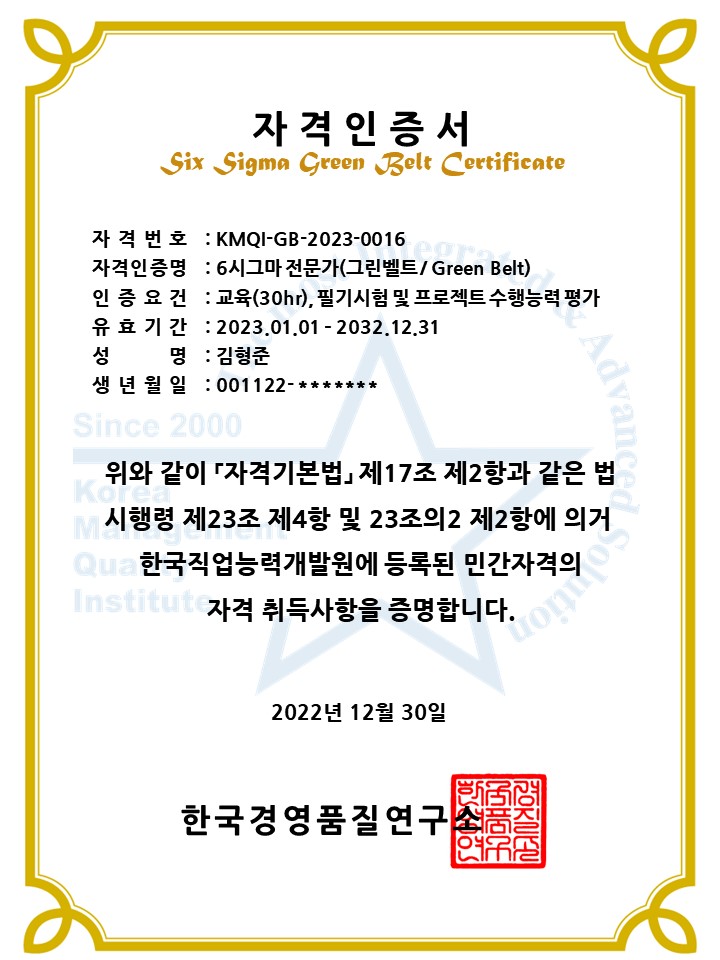 자격인증서
Six Sigma Green Belt Certificate
자격번호 : KMQI-GB-2023-0016
자격인증명 : 6시그마 전문가(그린벨트/ Green Belt)
인증요건 : 교육(30hr), 필기시험 및 프로젝트 수행능력 평가
유효기간 : 2023.01.01 - 2032.12.31
성명 : 김형준
생년월일 : 001122-*******
The most Integrated & Advanced Solution
Since 2000
Korea
Management
Quality
Institute
위와 같이 「자격기본법」 제17조 제2항과 같은 법
시행령 제23조 제4항 및 23조의2 제2항에 의거
한국직업능력개발원에 등록된 민간자격의
자격 취득사항을 증명합니다.
2022년 12월 30일
한국경영품질연구소